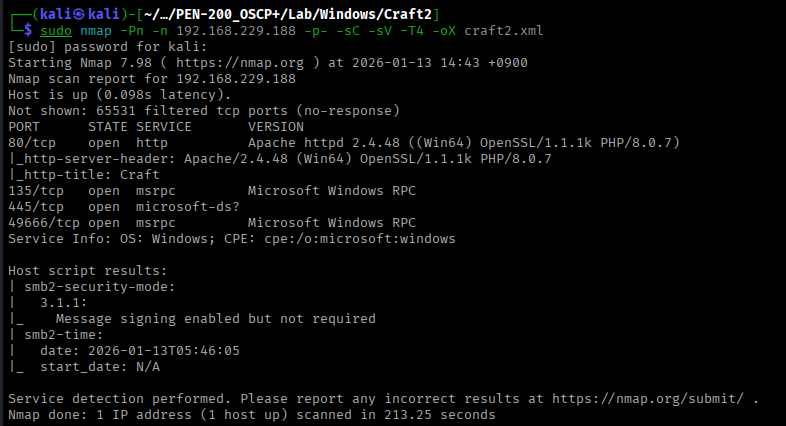 ┌──(kali㉿kali)-[~/…/PEN-200_OSCP+/Lab/Windows/Craft2]
└─$ sudo nmap -Pn -n 192.168.229.188 -p- -sC -sV -T4 -oX craft2.xml
[sudo] password for kali:
Starting Nmap 7.98 ( https://nmap.org ) at 2026-01-13 14:43 +0900
Nmap scan report for 192.168.229.188
Host is up (0.098s latency).
Not shown: 65531 filtered tcp ports (no-response)
PORT      STATE SERVICE       VERSION
80/tcp    open  http          Apache httpd 2.4.48 ((Win64) OpenSSL/1.1.1k PHP/8.0.7)
|_http-server-header: Apache/2.4.48 (Win64) OpenSSL/1.1.1k PHP/8.0.7
|_http-title: Craft
135/tcp   open  msrpc         Microsoft Windows RPC
445/tcp   open  microsoft-ds?
49666/tcp open  msrpc         Microsoft Windows RPC
Service Info: OS: Windows; CPE: cpe:/o:microsoft:windows

Host script results:
| smb2-security-mode:
|   3.1.1:
|_    Message signing enabled but not required
| smb2-time:
|   date: 2026-01-13T05:46:05
|_  start_date: N/A

Service detection performed. Please report any incorrect results at https://nmap.org/submit/ .
Nmap done: 1 IP address (1 host up) scanned in 213.25 seconds